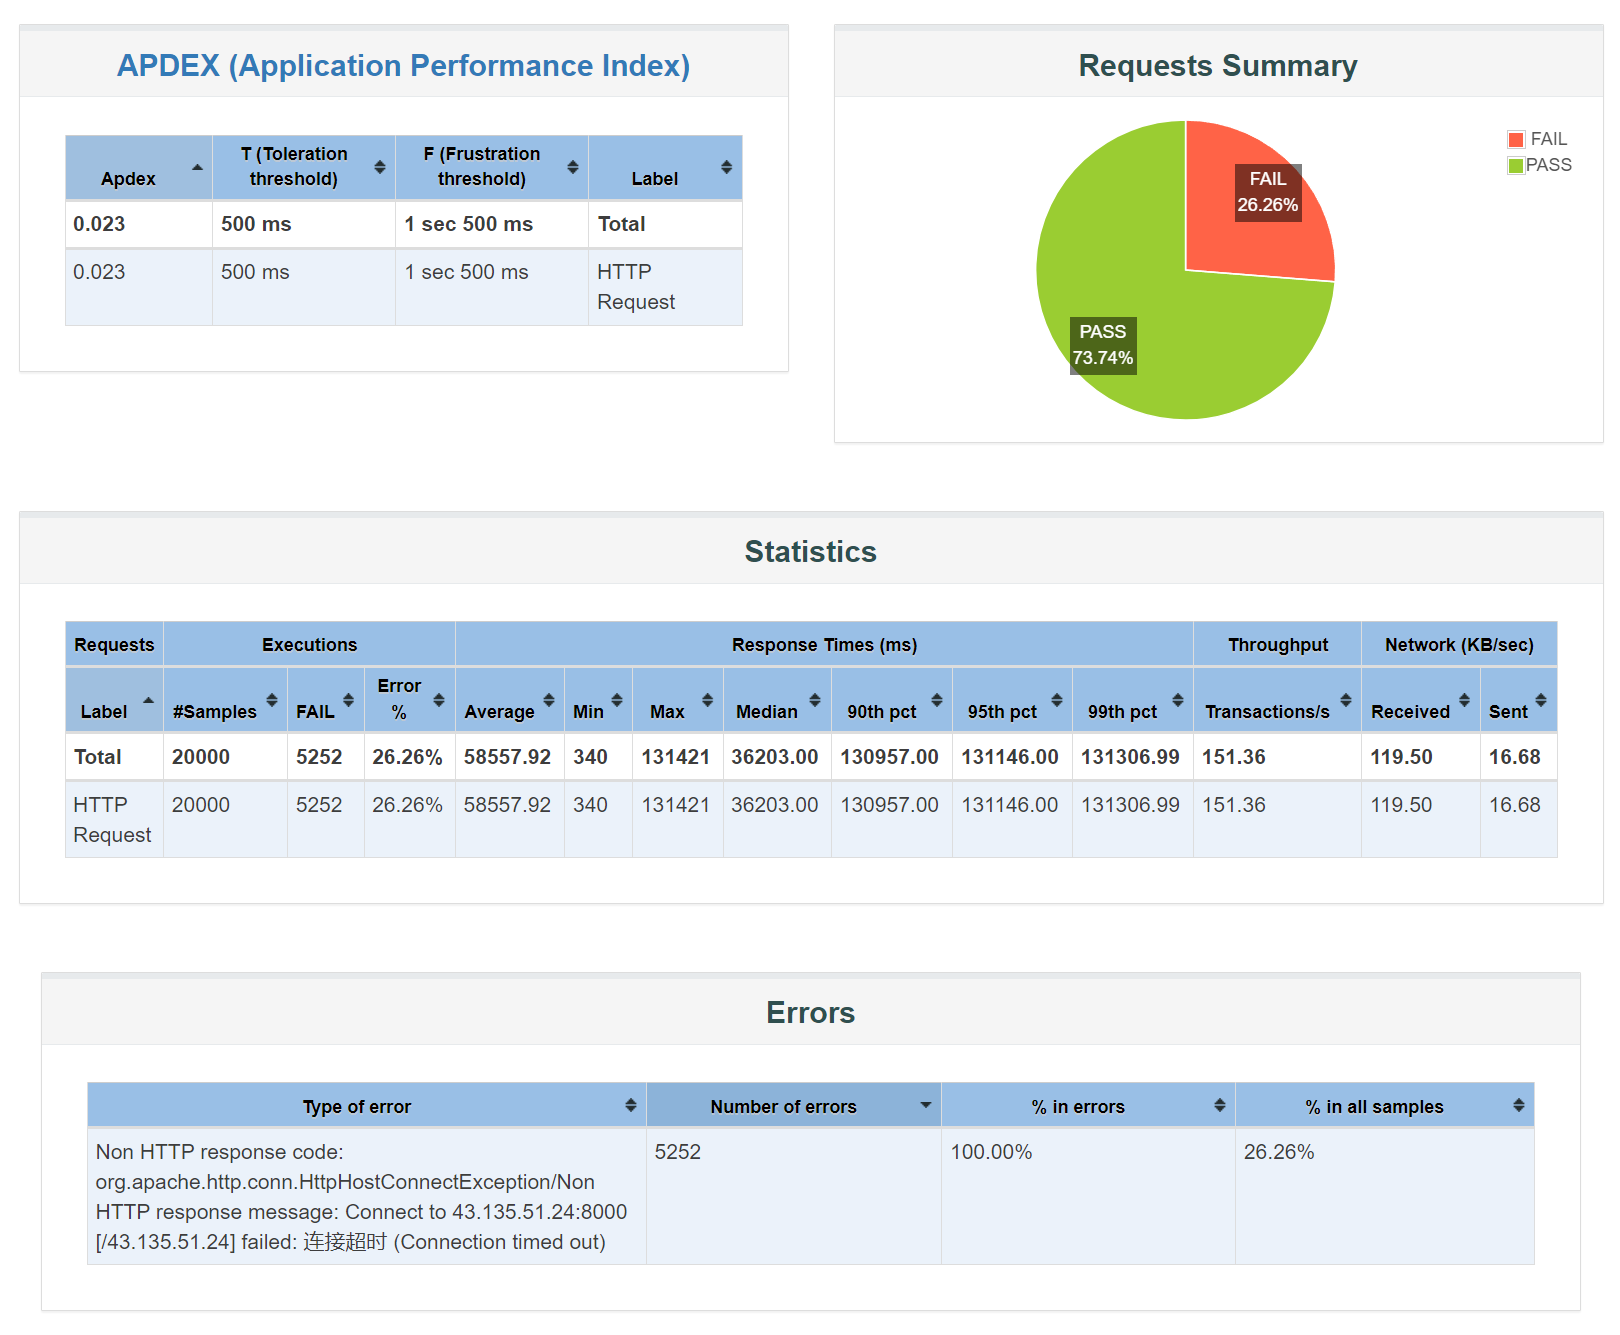 APDEX (Application Performance Index)
Apdex T (Toleration threshold) F (Frustration threshold) Label
0.023 500 ms 1 sec 500 ms Total
0.023 500 ms 1 sec 500 ms HTTP Request
Requests Summary
FAIL
PASS
FAIL
26.26%
PASS
73.74%
Statistics
Requests Executions Response Times (ms) Throughput Network (KB/sec)
Label #Samples FAIL Error % Average Min Max Median 90th pct 95th pct 99th pct Transactions/s Received Sent
Total 20000 5252 26.26% 58557.92 340 131421 36203.00 130957.00 131146.00 131306.99 151.36 119.50 16.68
HTTP Request 20000 5252 26.26% 58557.92 340 131421 36203.00 130957.00 131146.00 131306.99 151.36 119.50 16.68
Errors
Type of error Number of errors % in errors % in all samples
Non HTTP response code: 5252 100.00% 26.26%
org.apache.http.conn.HttpHostConnectException/Non
HTTP response message: Connect to 43.135.51.24:8000
[/43.135.51.24] failed: 连接超时 (Connection timed out)